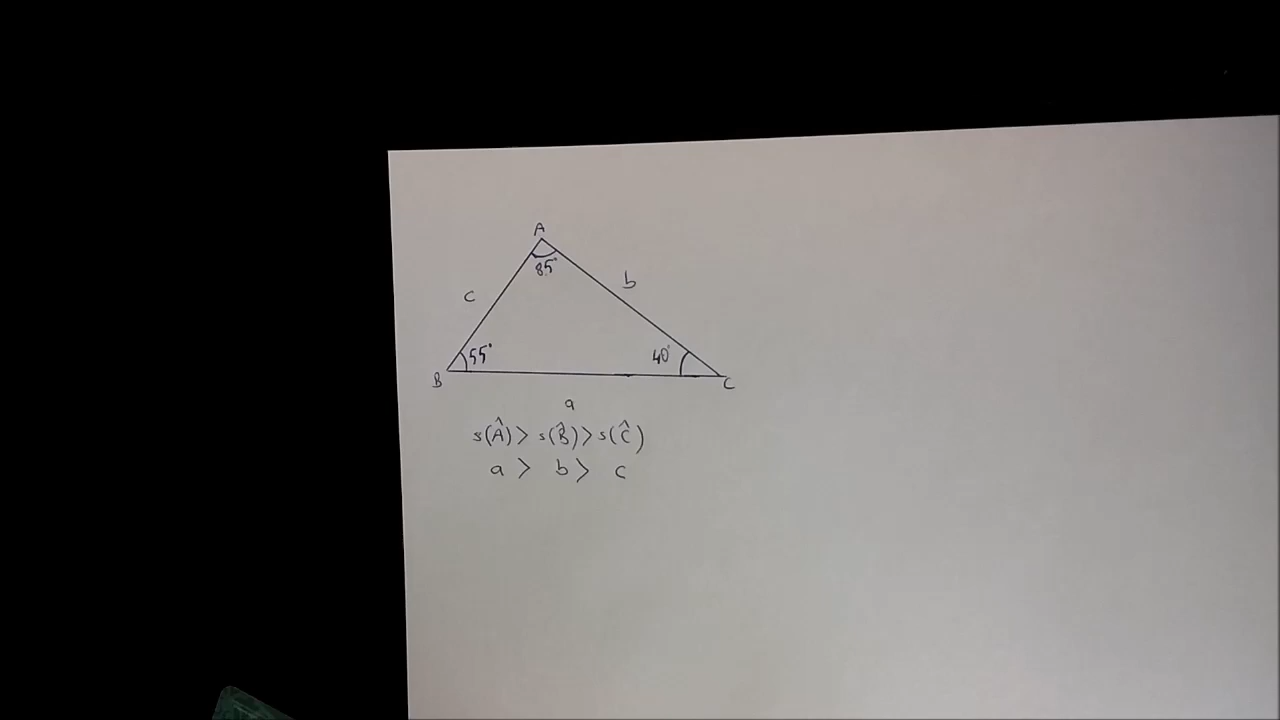 A
85°
c
b
55°
40°
B
C
a
s(Â) > s(B̂) > s(Ĉ)
a > b > c